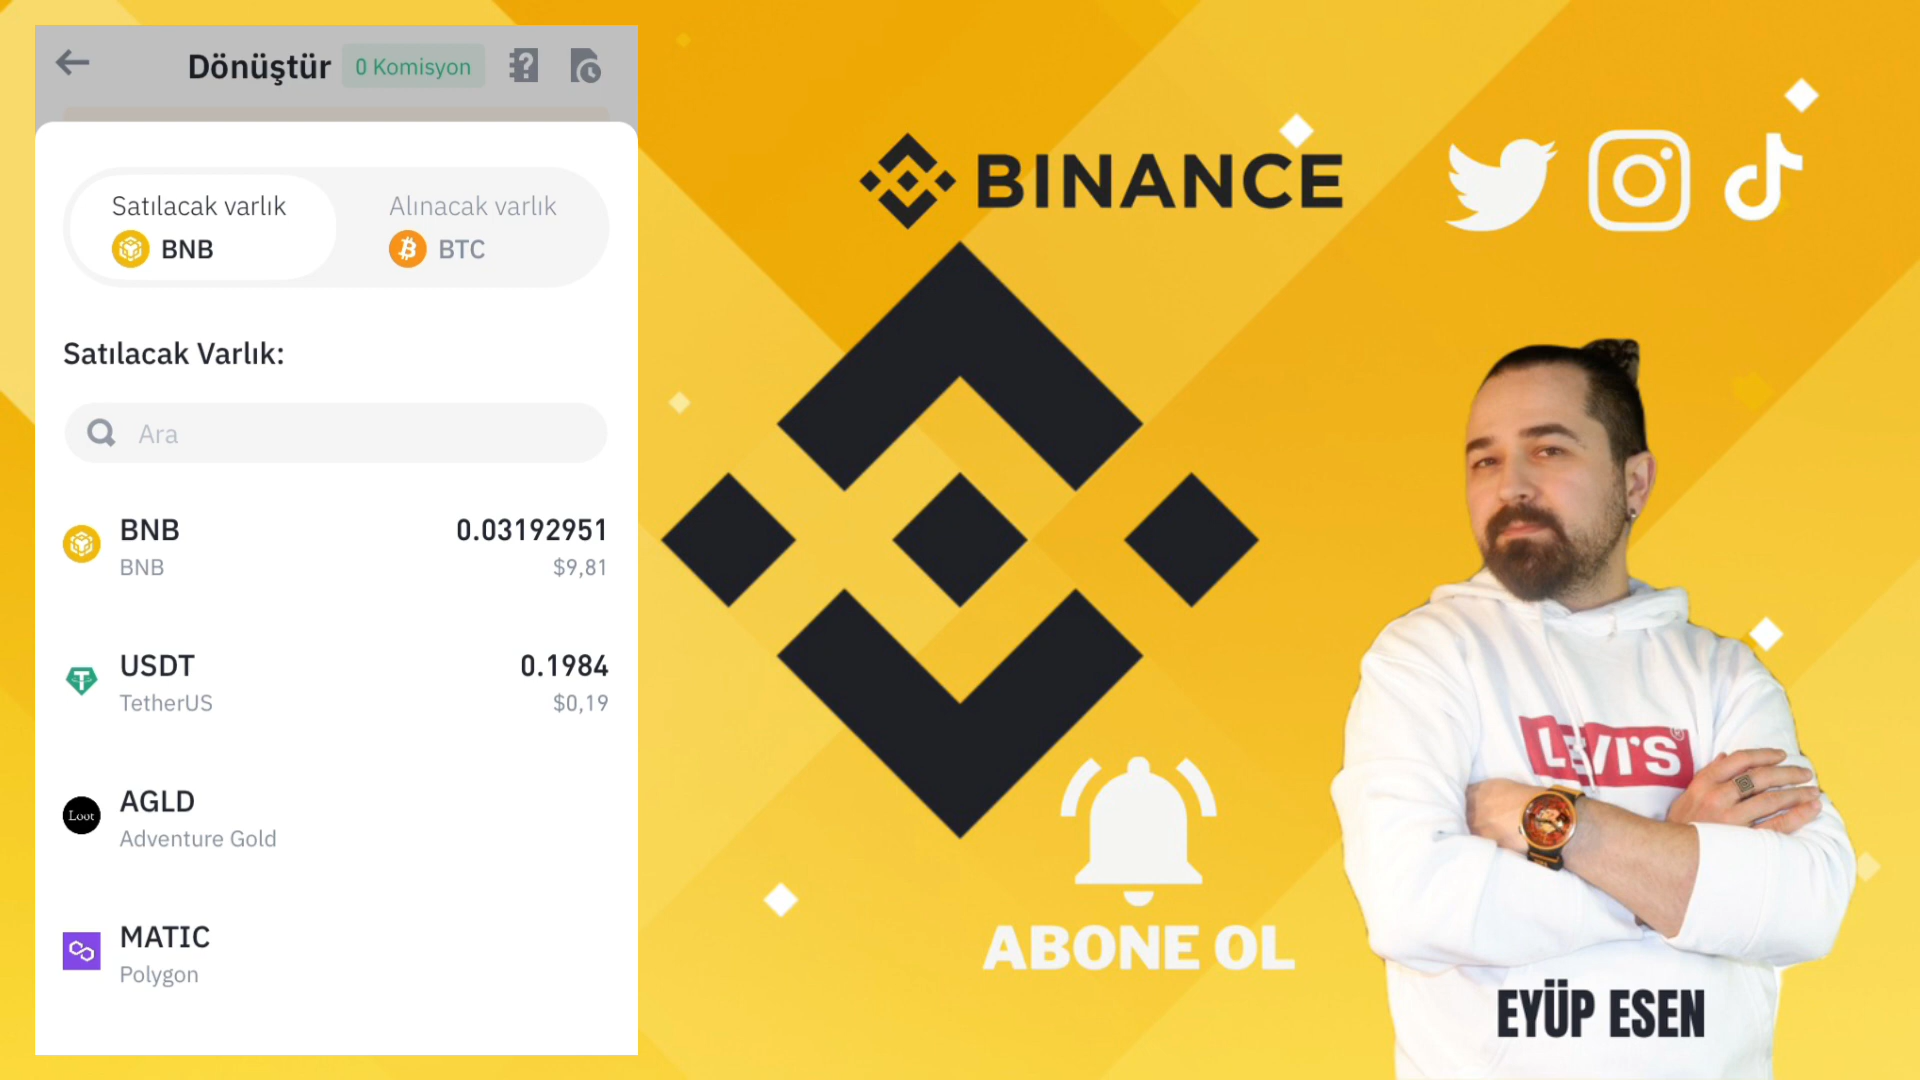 Dönüştür 0 Komisyon
Satılacak varlık
BNB
Alınacak varlık
BTC
Satılacak Varlık:
Ara
BNB 0.03192951
BNB $9,81
USDT 0.1984
TetherUS $0,19
Loot
AGLD
Adventure Gold
MATIC
Polygon
BINANCE
LEVI'S
ABONE OL
EYÜP ESEN